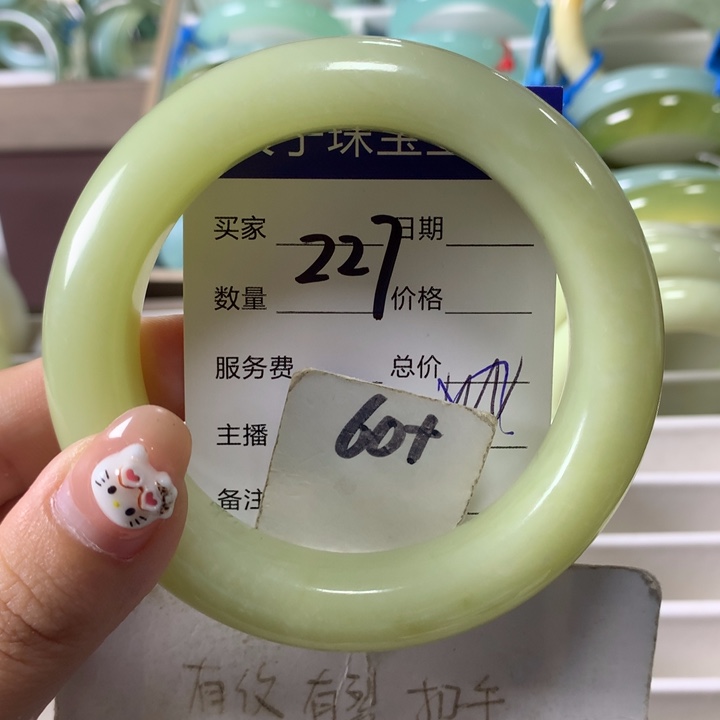 子珠宝
买家 227 日期
数量 价格
服务费 总价
主播 60+
备注
有纹 有裂 扣手